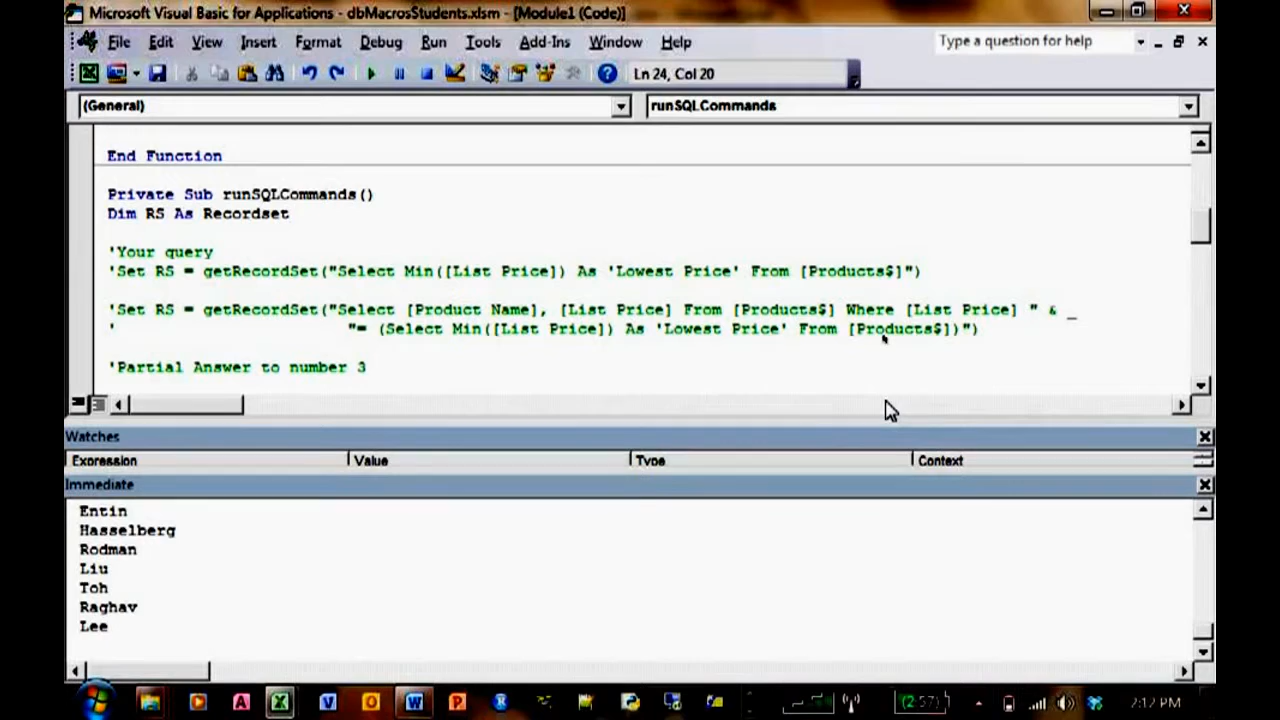 Microsoft Visual Basic for Applications - dbMacrosStudents.xlsm - [Module1 (Code)]
File Edit View Insert Format Debug Run Tools Add-Ins Window Help Type a question for help
Ln 24, Col 20
(General) runSQLCommands
End Function
Private Sub runSQLCommands()
Dim RS As Recordset
'Your query
'Set RS = getRecordSet("Select Min([List Price]) As 'Lowest Price' From [Products$]")
'Set RS = getRecordSet("Select [Product Name], [List Price] From [Products$] Where [List Price] " & _
' "= (Select Min([List Price]) As 'Lowest Price' From [Products$])")
'Partial Answer to number 3
Watches
Expression Value Type Context
Immediate
Entin
Hasselberg
Rodman
Liu
Toh
Raghav
Lee
(2:57) 2:12 PM